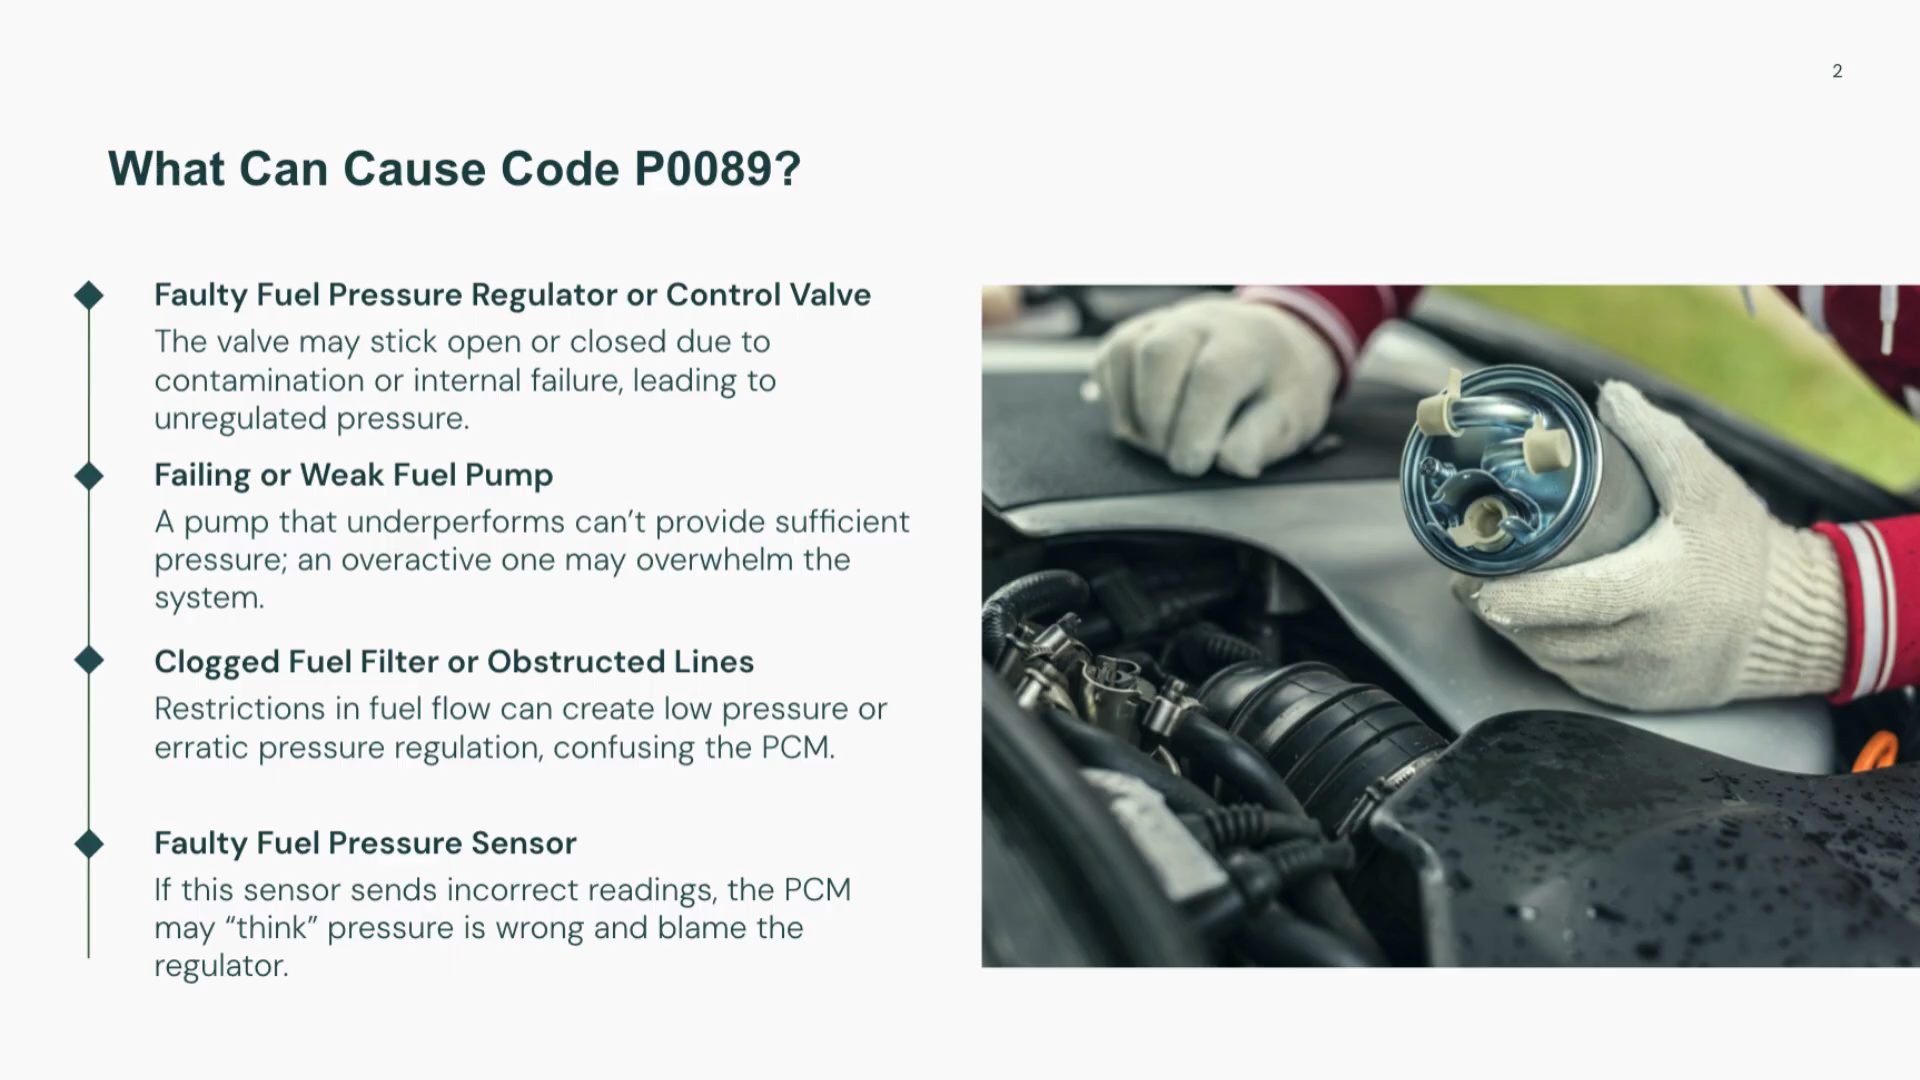 2
What Can Cause Code P0089?
Faulty Fuel Pressure Regulator or Control Valve
The valve may stick open or closed due to
contamination or internal failure, leading to
unregulated pressure.
Failing or Weak Fuel Pump
A pump that underperforms can’t provide sufficient
pressure; an overactive one may overwhelm the
system.
Clogged Fuel Filter or Obstructed Lines
Restrictions in fuel flow can create low pressure or
erratic pressure regulation, confusing the PCM.
Faulty Fuel Pressure Sensor
If this sensor sends incorrect readings, the PCM
may “think” pressure is wrong and blame the
regulator.